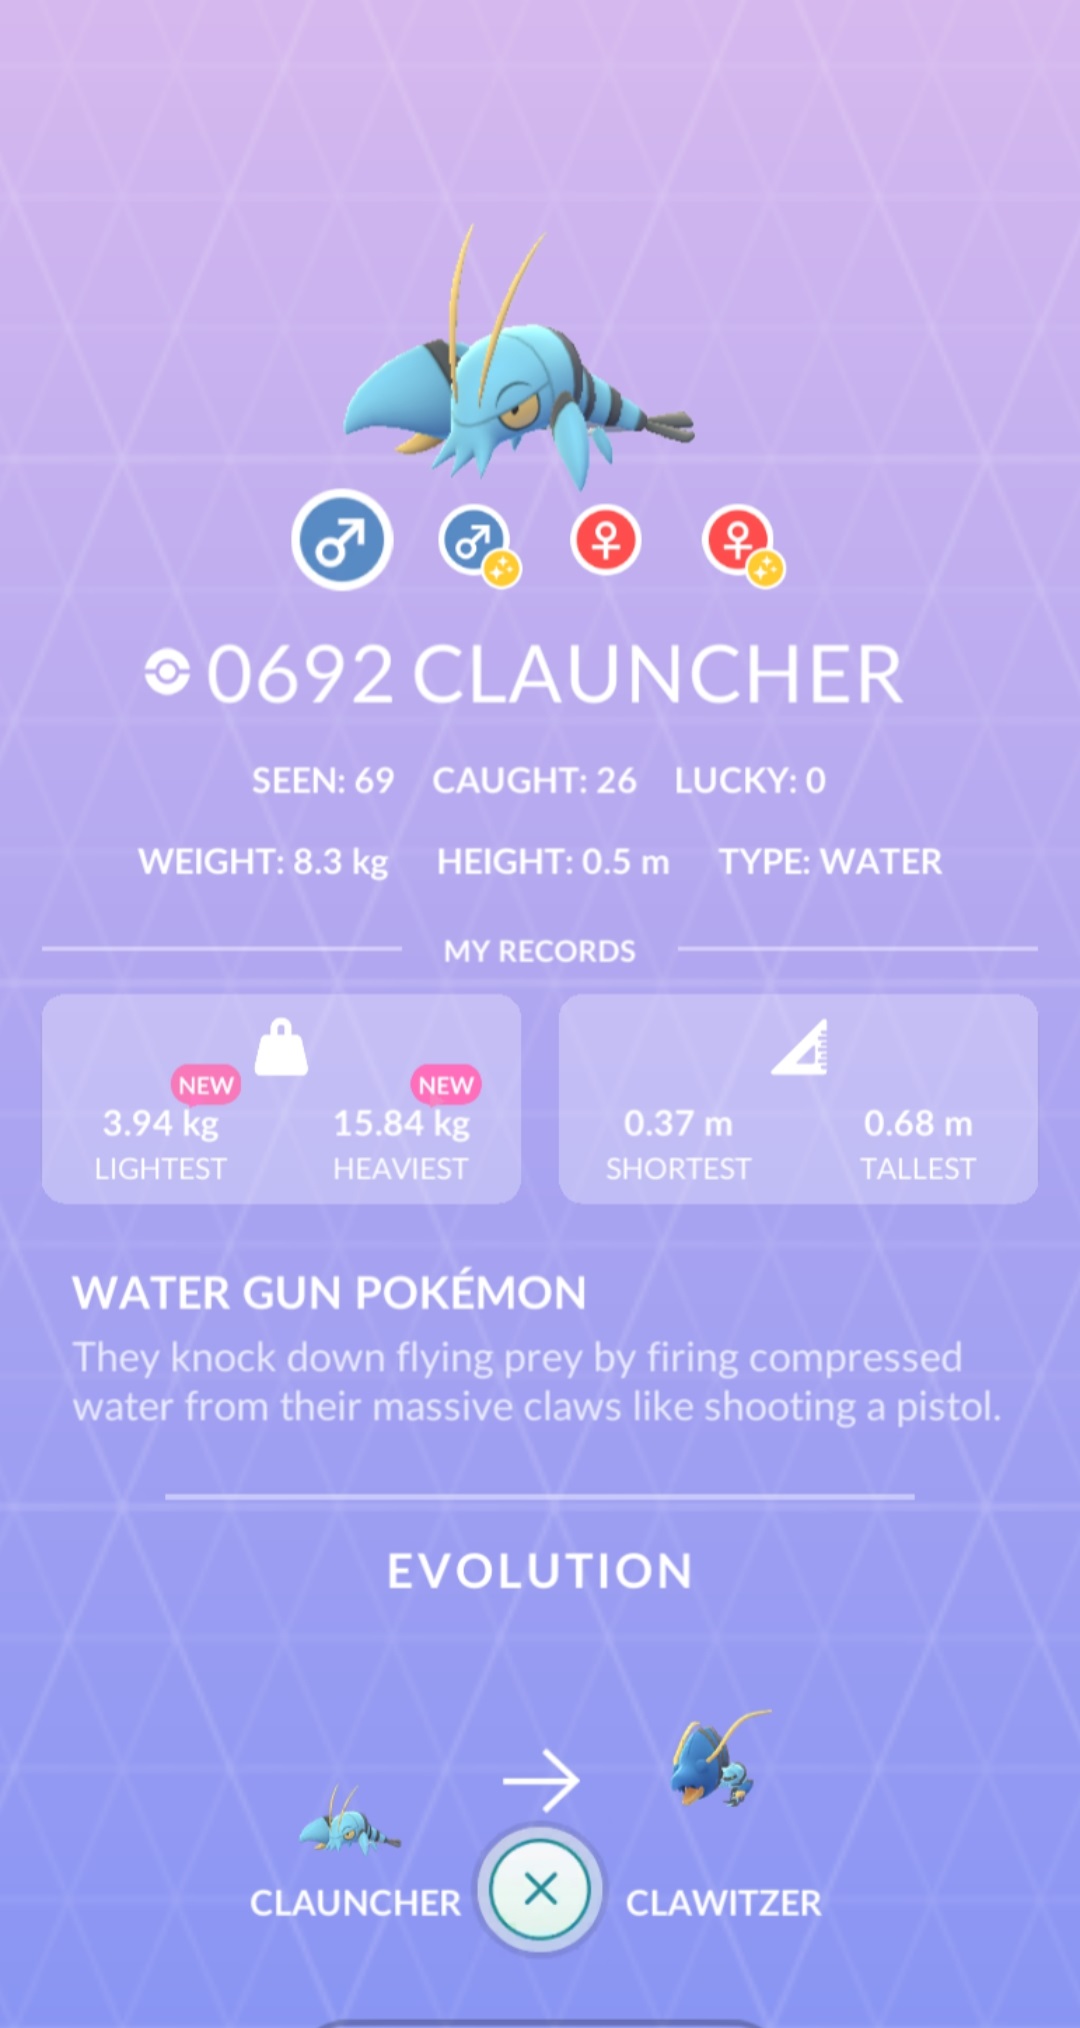 0692 CLAUNCHER
SEEN: 69 CAUGHT: 26 LUCKY: 0
WEIGHT: 8.3 kg HEIGHT: 0.5 m TYPE: WATER
MY RECORDS
NEW NEW
3.94 kg 15.84 kg 0.37 m 0.68 m
LIGHTEST HEAVIEST SHORTEST TALLEST
WATER GUN POKÉMON
They knock down flying prey by firing compressed
water from their massive claws like shooting a pistol.
EVOLUTION
CLAUNCHER CLAWITZER